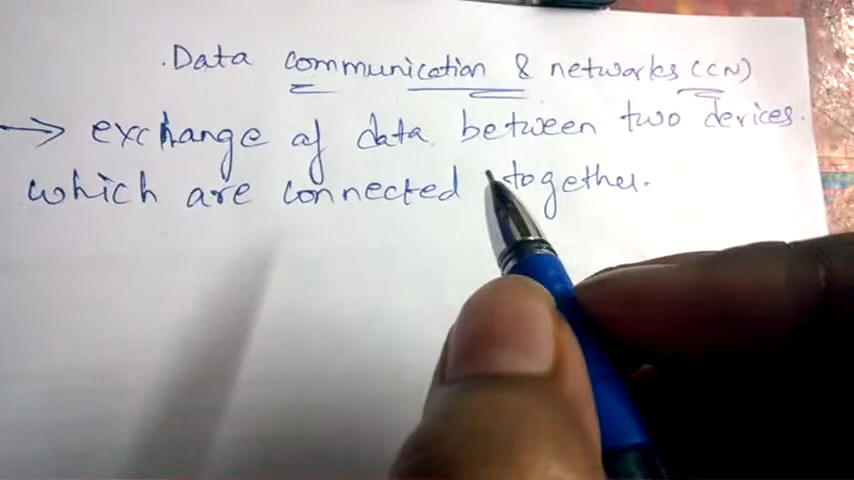 Data communication & networks (CN)
→ exchange of data between two devices.
which are connected together.